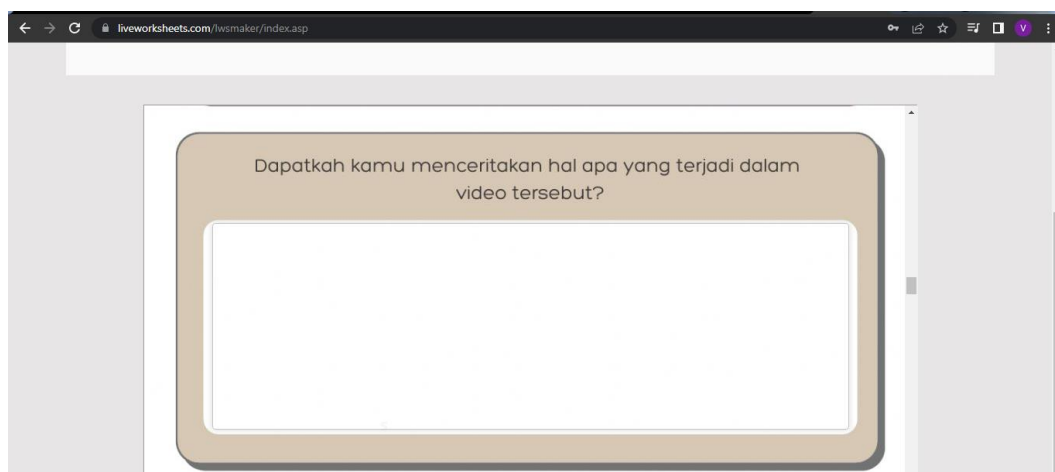 liveworksheets.com/lwsmaker/index.asp
V
Dapatkah kamu menceritakan hal apa yang terjadi dalam
video tersebut?